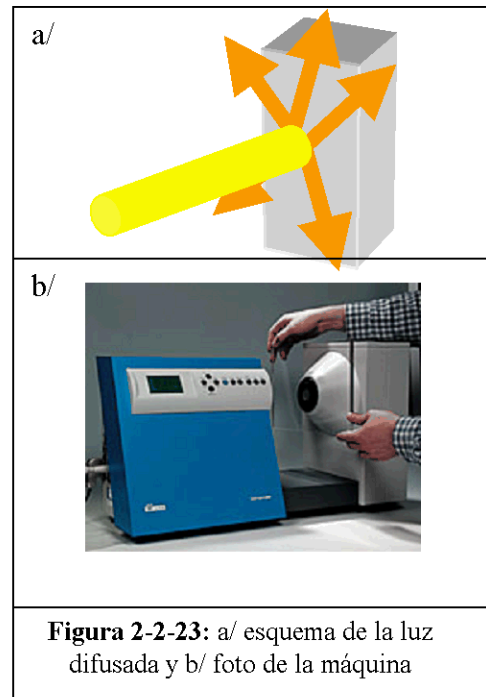 a/
b/
Figura 2-2-23: a/ esquema de la luz
difusada y b/ foto de la máquina